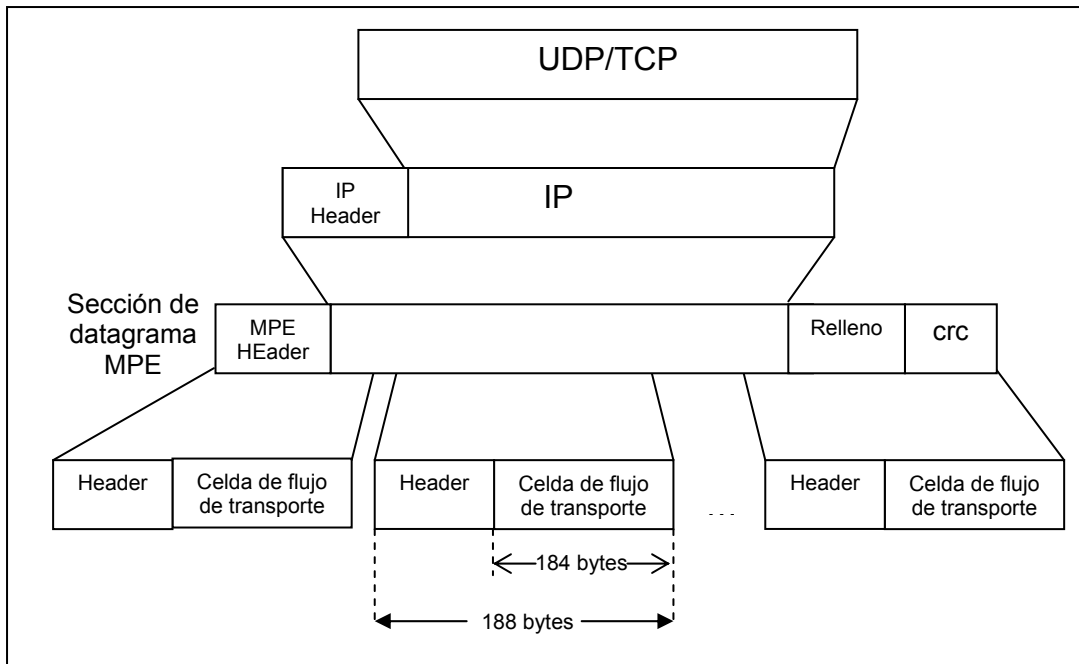 UDP/TCP
IP
Header
IP
Sección de
datagrama
MPE
MPE
HEader
Relleno
crc
Header
Celda de flujo
de transporte
Header
Celda de flujo
de transporte
...
Header
Celda de flujo
de transporte
184 bytes
188 bytes